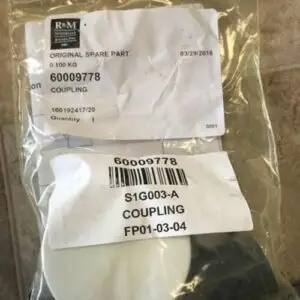 R&M
ORIGINAL SPARE PART
03/29/2016
0.100 KG
60009778
COUPLING
160192417/20
Quantity 1
0001
60009778
S1G003-A
COUPLING
FP01-03-04